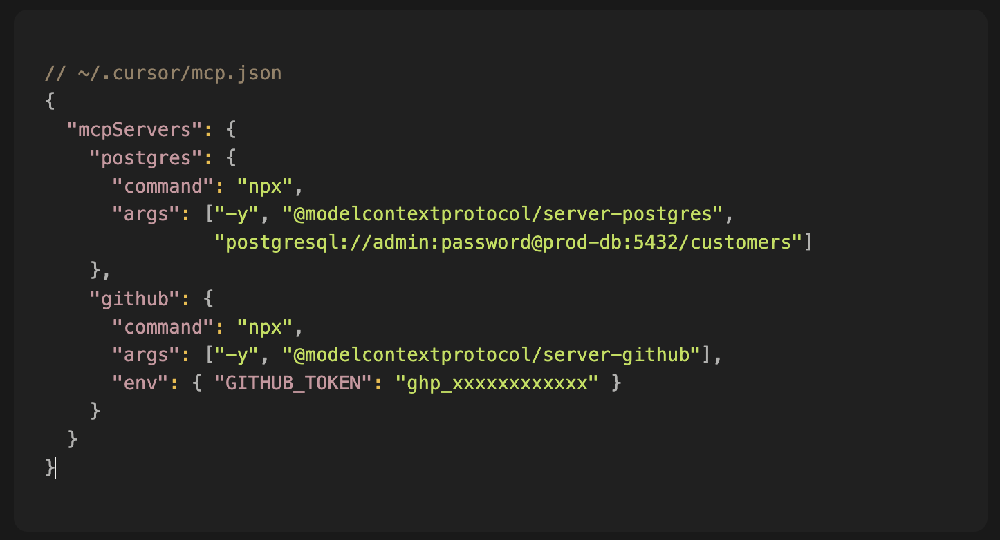 // ~/.cursor/mcp.json
{
  "mcpServers": {
    "postgres": {
      "command": "npx",
      "args": ["-y", "@modelcontextprotocol/server-postgres",
               "postgresql://admin:password@prod-db:5432/customers"]
    },
    "github": {
      "command": "npx",
      "args": ["-y", "@modelcontextprotocol/server-github"],
      "env": { "GITHUB_TOKEN": "ghp_xxxxxxxxxxxx" }
    }
  }
}